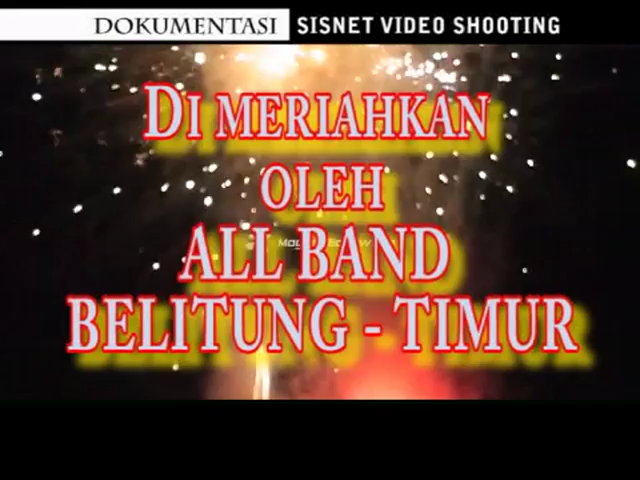 DOKUMENTASI SISNET VIDEO SHOOTING
DI MERIAHKAN
OLEH
ALL BAND
BELITUNG - TIMUR